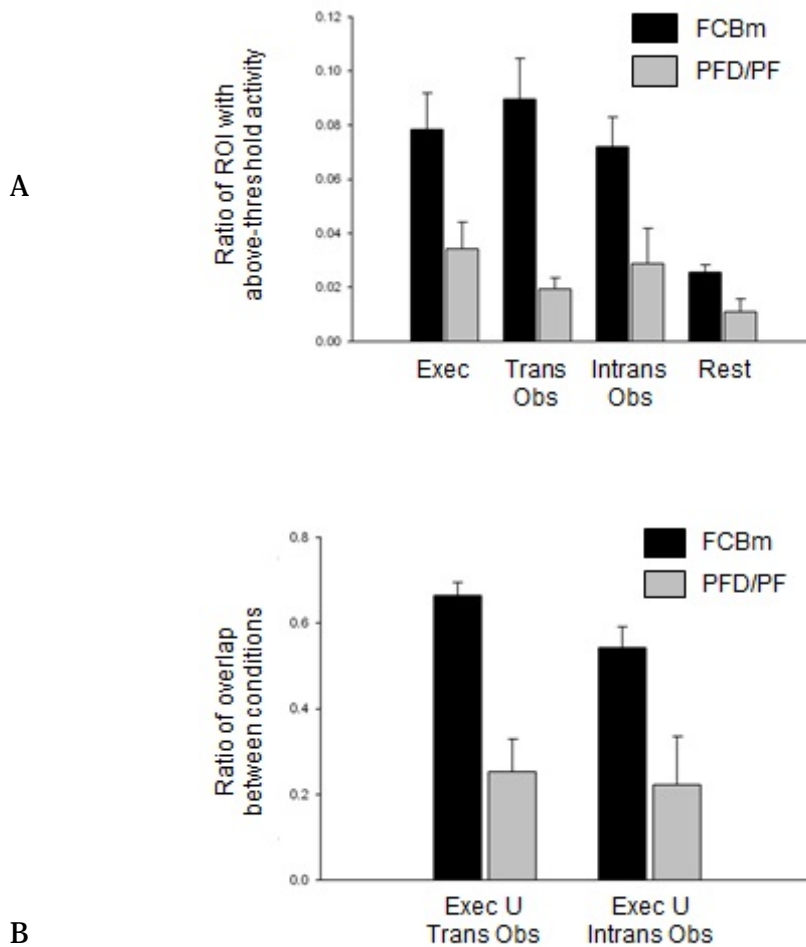 A
Ratio of ROI with
above-threshold activity
0.12
0.10
0.08
0.06
0.04
0.02
0.00
FCBm
PFD/PF
Exec
Trans
Obs
Intrans
Obs
Rest
B
Ratio of overlap
between conditions
0.8
0.6
0.4
0.2
0.0
FCBm
PFD/PF
Exec U
Trans Obs
Exec U
Intrans Obs